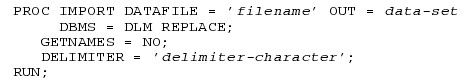 PROC IMPORT DATAFILE = 'filename' OUT = data-set
DBMS = DLM REPLACE;
GETNAMES = NO;
DELIMITER = 'delimiter-character';
RUN;